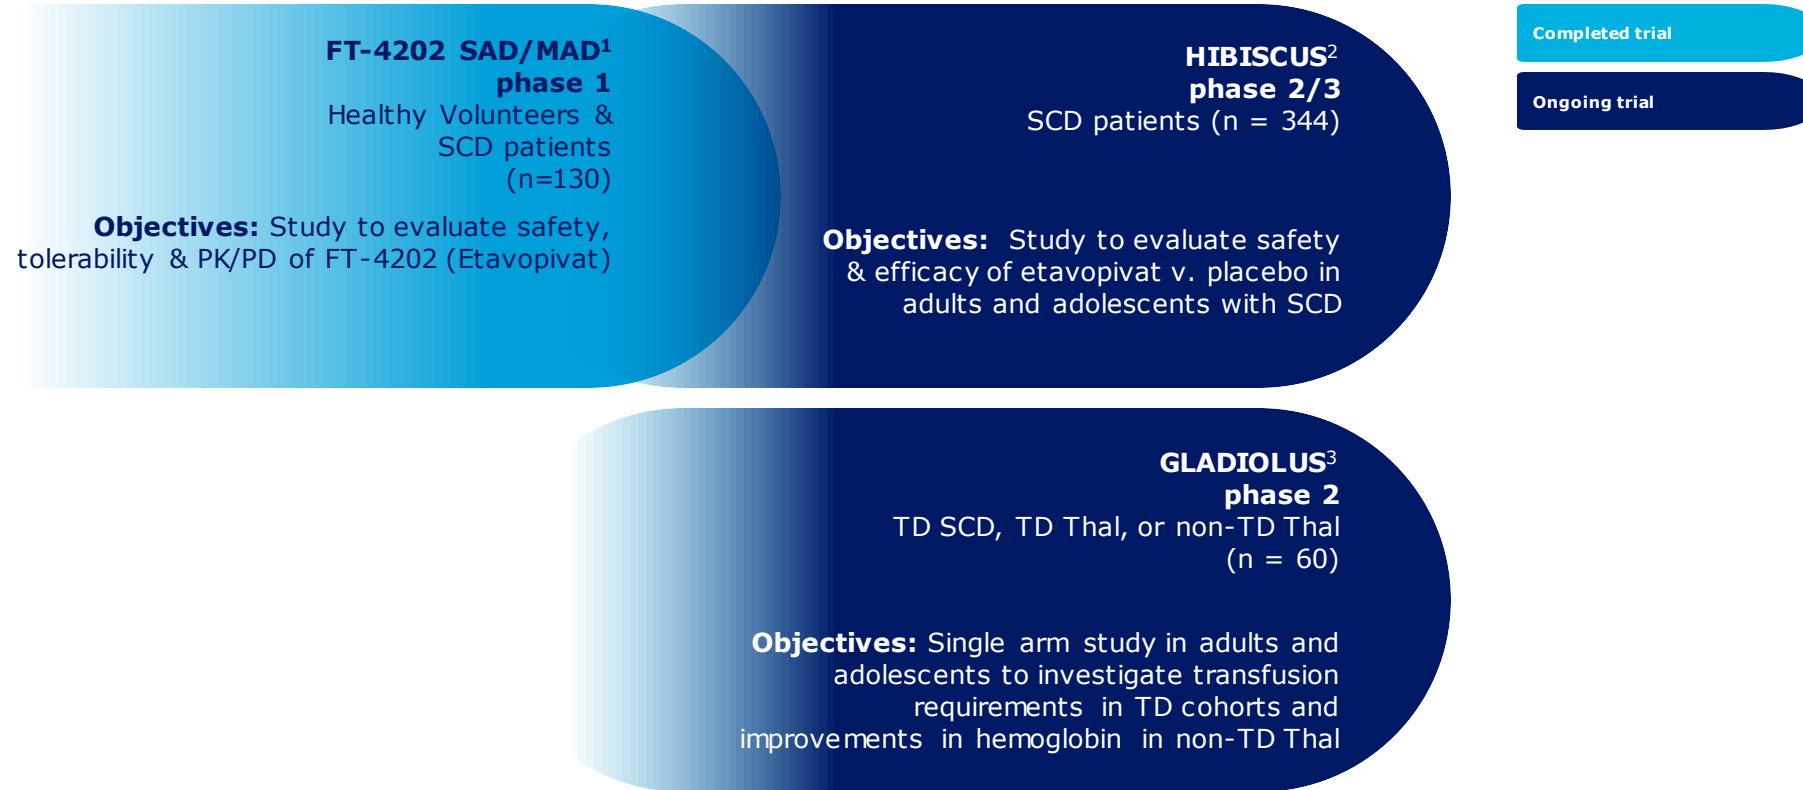 FT-4202 SAD/MAD¹
phase 1
Healthy Volunteers &
SCD patients
(n=130)
Objectives: Study to evaluate safety,
tolerability & PK/PD of FT-4202 (Etavopivat)
HIBISCUS²
phase 2/3
SCD patients (n = 344)
Objectives: Study to evaluate safety
& efficacy of etavopivat v. placebo in
adults and adolescents with SCD
Completed trial
Ongoing trial
GLADIOLUS³
phase 2
TD SCD, TD Thal, or non-TD Thal
(n = 60)
Objectives: Single arm study in adults and
adolescents to investigate transfusion
requirements in TD cohorts and
improvements in hemoglobin in non-TD Thal